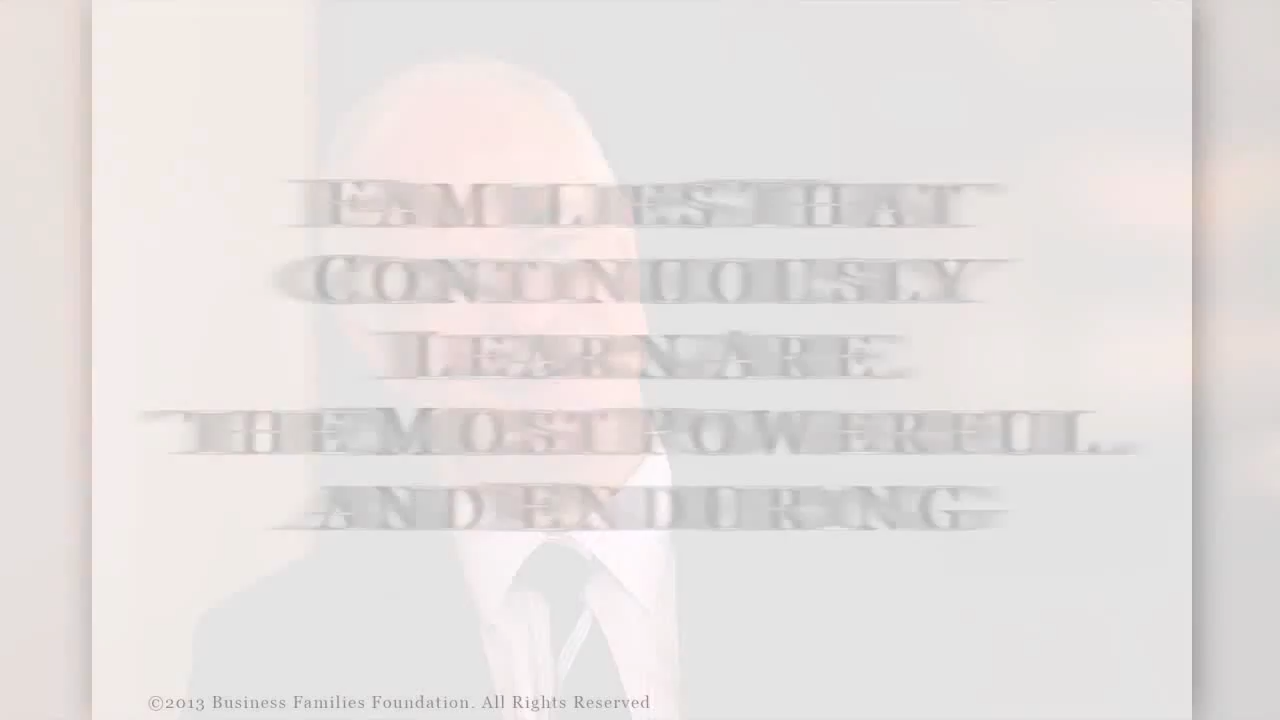 FAMILIES THAT
CONTINUOUSLY
LEARN ARE
THE MOST POWERFUL
AND ENDURING
©2013 Business Families Foundation. All Rights Reserved